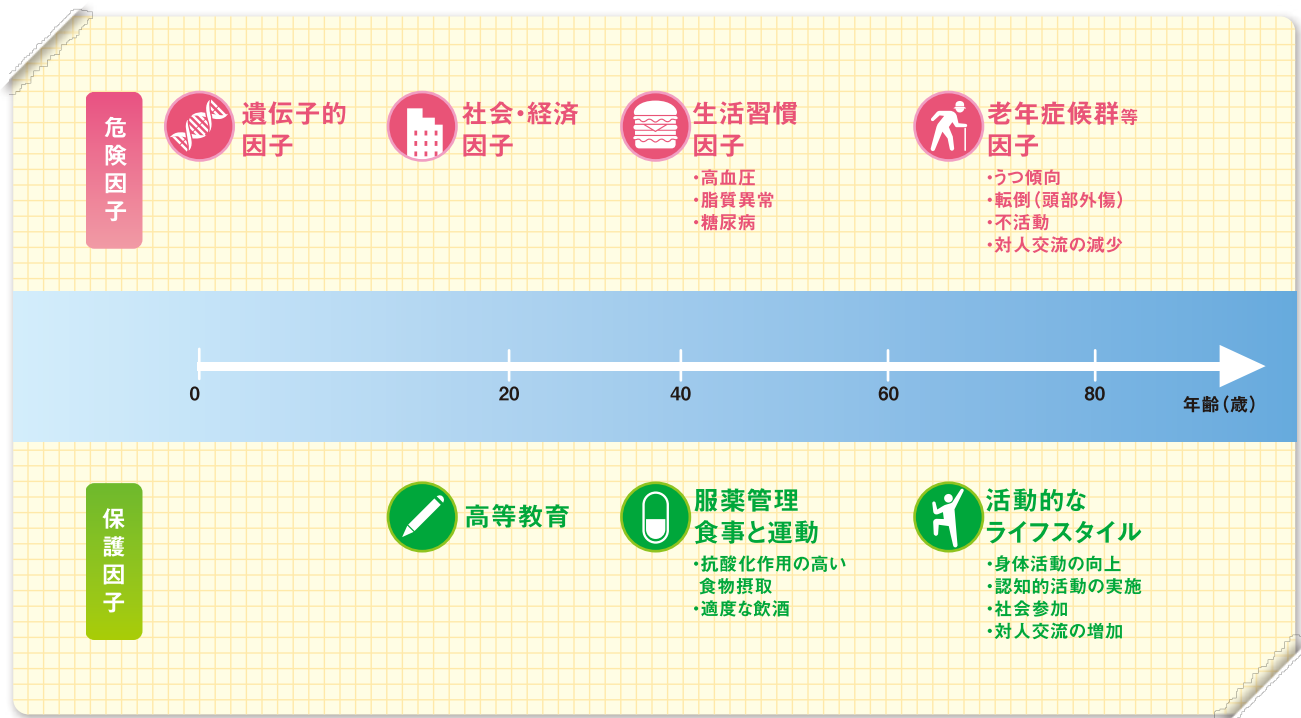 危険因子
遺伝子的
因子
社会・経済
因子
生活習慣
因子
・高血圧
・脂質異常
・糖尿病
老年症候群等
因子
・うつ傾向
・転倒（頭部外傷）
・不活動
・対人交流の減少
0
20
40
60
80
年齢（歳）
保護因子
高等教育
服薬管理
食事と運動
・抗酸化作用の高い
食物摂取
・適度な飲酒
活動的な
ライフスタイル
・身体活動の向上
・認知的活動の実施
・社会参加
・対人交流の増加